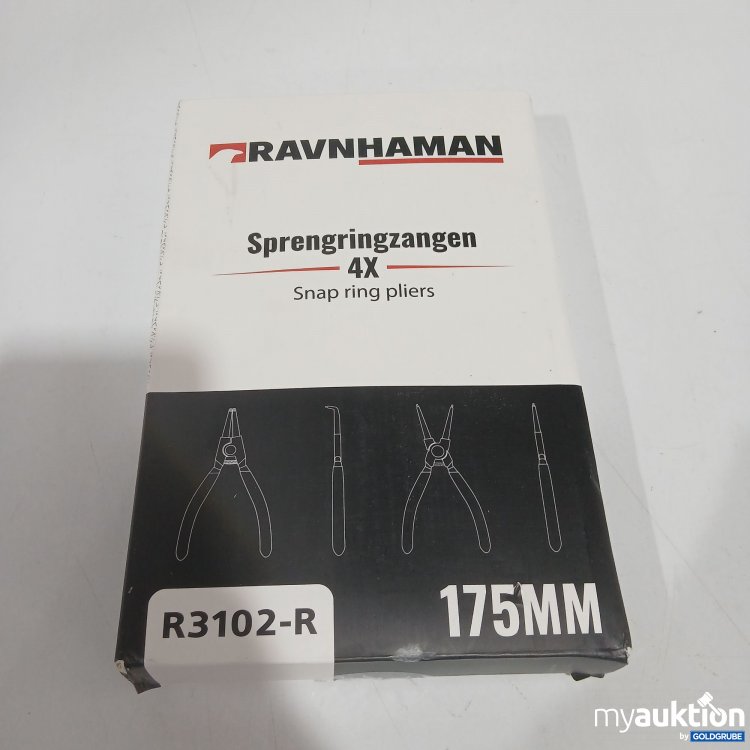 RAVNHAMAN
Sprengringzangen
4X
Snap ring pliers
R3102-R
175MM
myauktion
by GOLDGRUBE